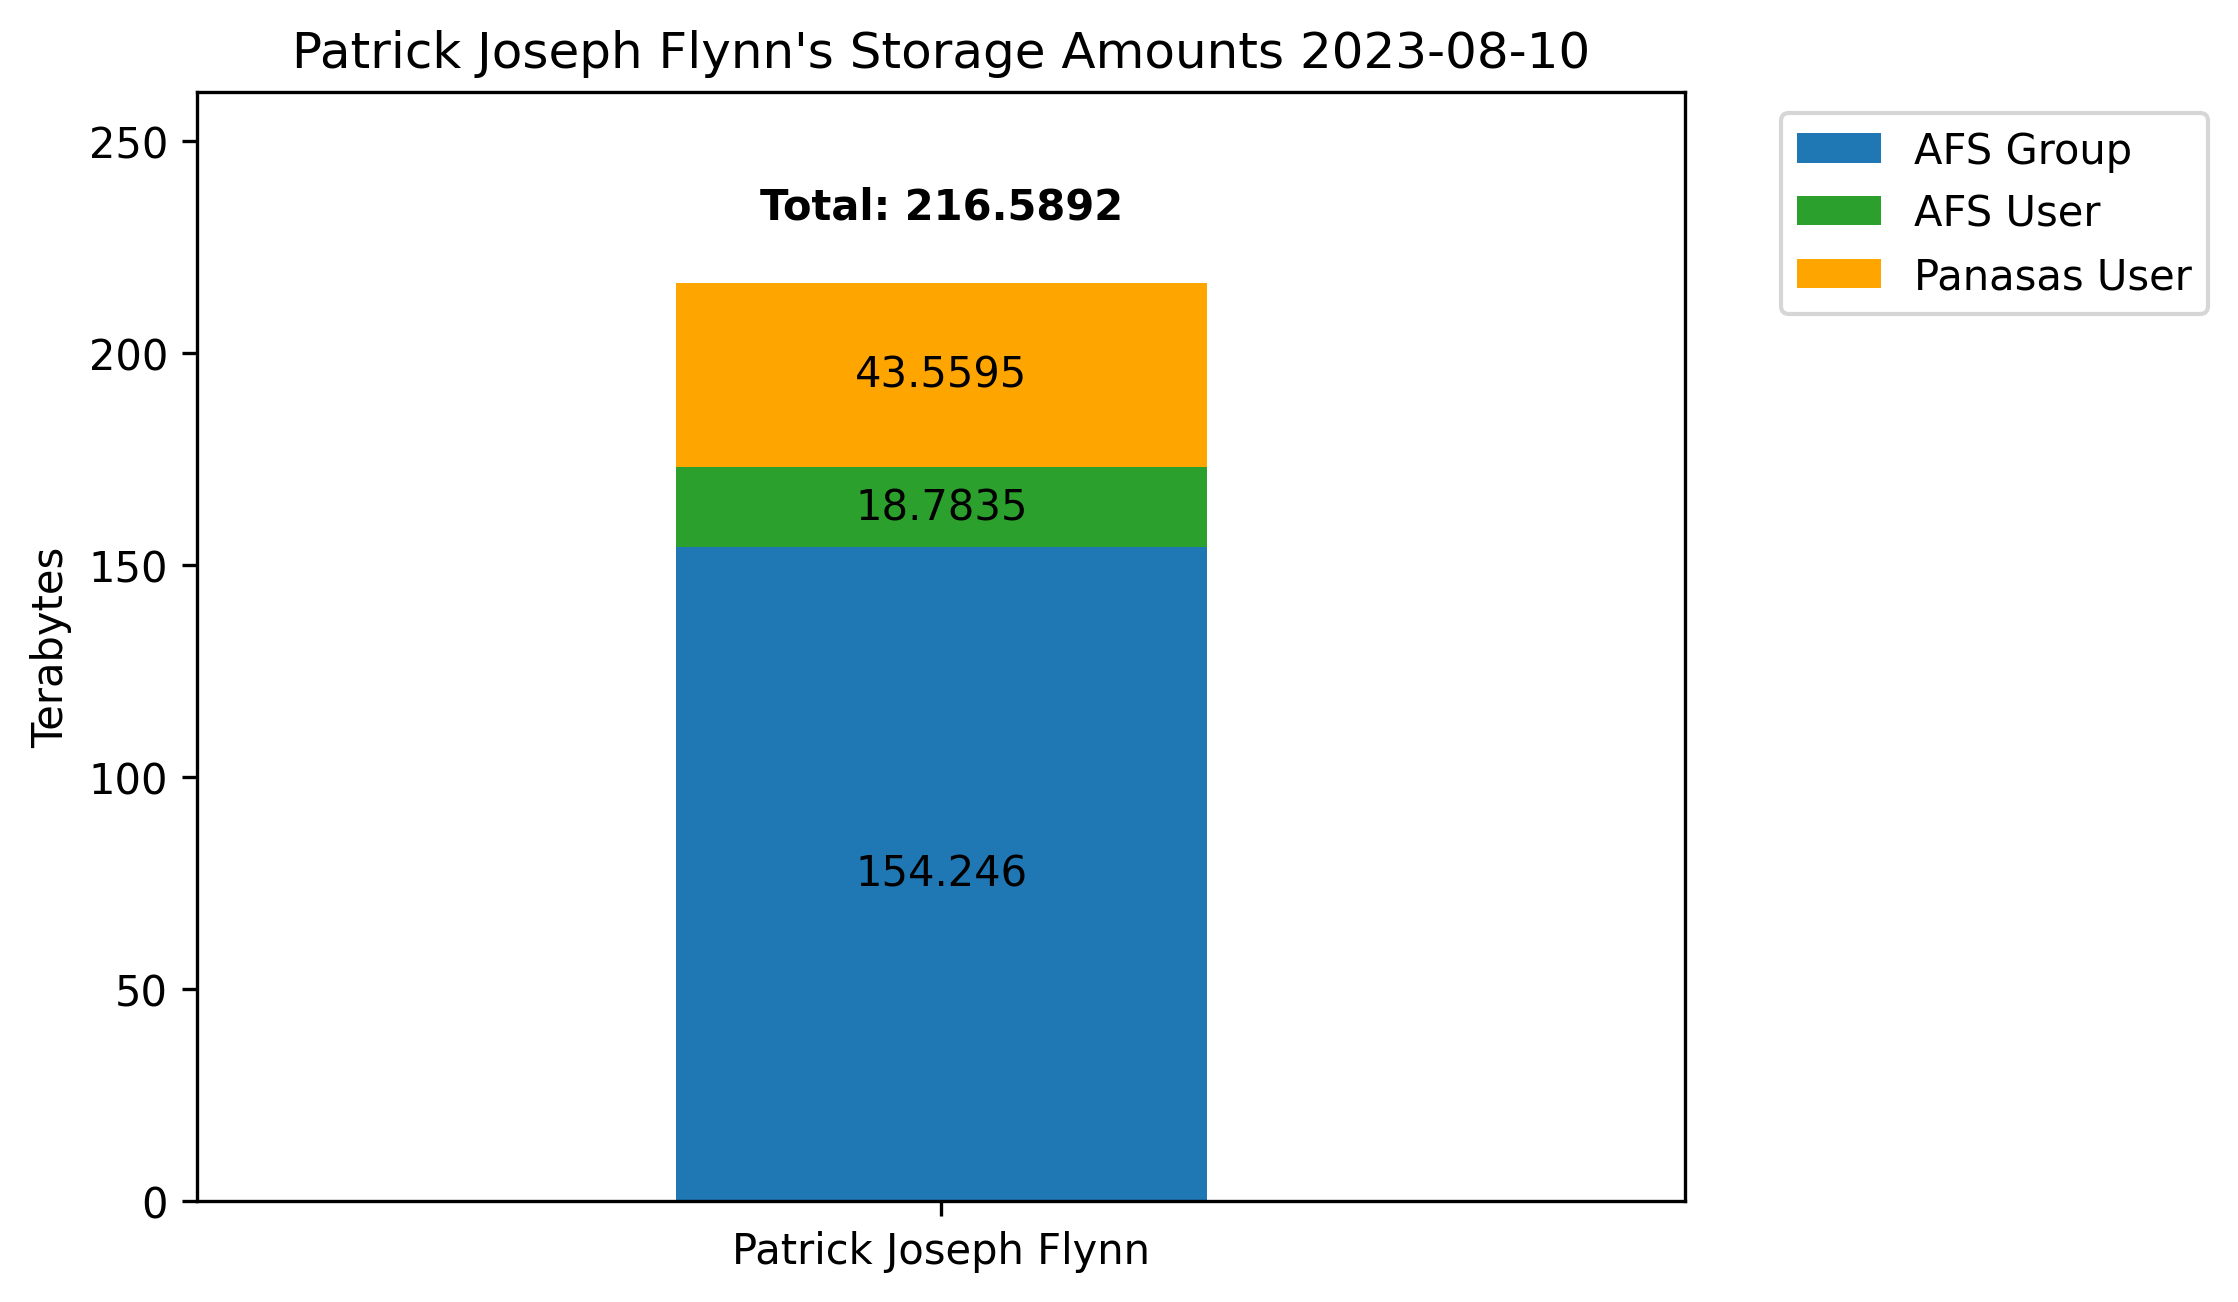 Patrick Joseph Flynn's Storage Amounts 2023-08-10
250
200
150
100
50
0
Terabytes
Total: 216.5892
43.5595
18.7835
154.246
Patrick Joseph Flynn
AFS Group
AFS User
Panasas User